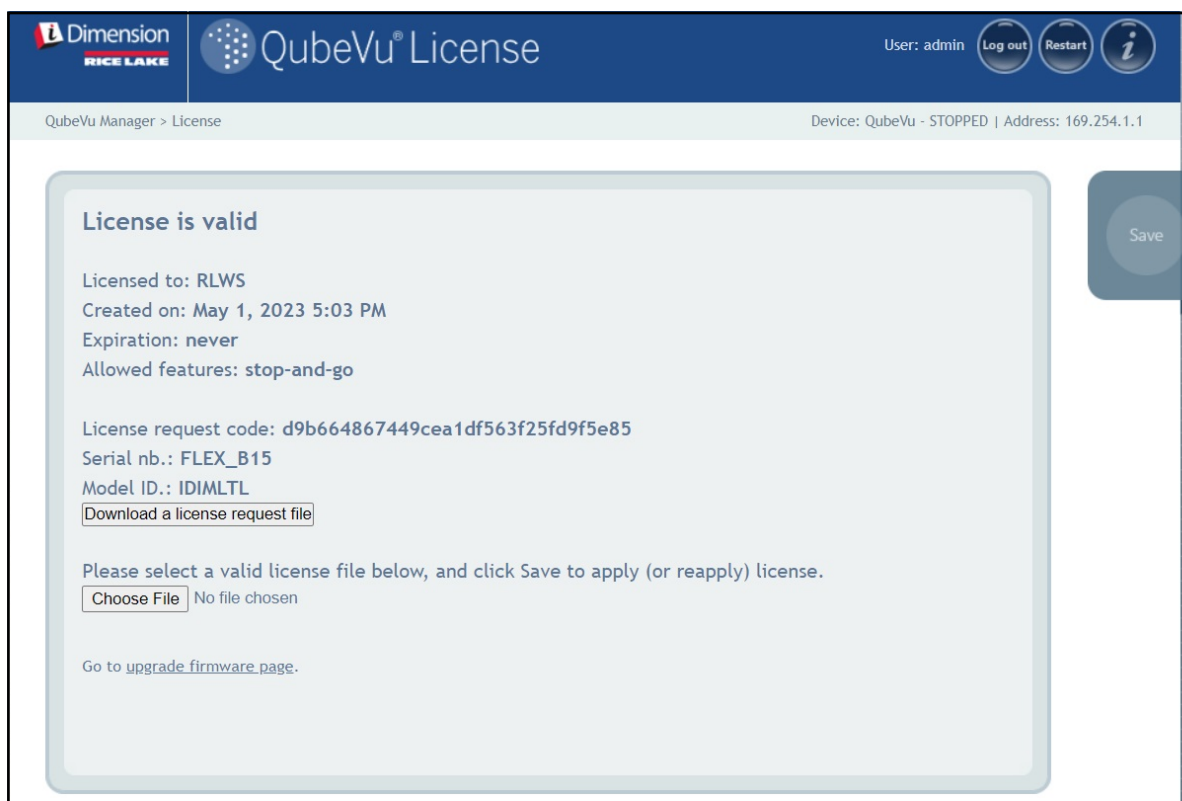 i Dimension
RICE LAKE
QubeVu® License
User: admin
Log out
Restart
i
QubeVu Manager > License
Device: QubeVu - STOPPED | Address: 169.254.1.1
License is valid
Save
Licensed to: RLWS
Created on: May 1, 2023 5:03 PM
Expiration: never
Allowed features: stop-and-go
License request code: d9b664867449cea1df563f25fd9f5e85
Serial nb.: FLEX_B15
Model ID.: IDIMLTL
Download a license request file
Please select a valid license file below, and click Save to apply (or reapply) license.
Choose File No file chosen
Go to upgrade firmware page.